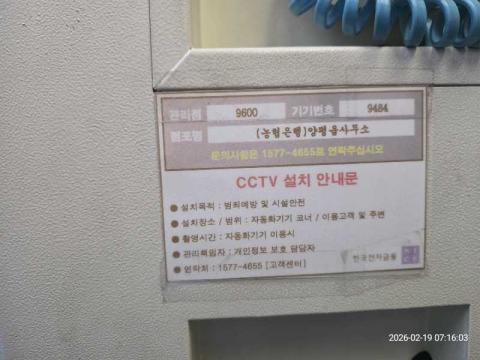 관리점 9600 기기번호 9484
점포명 (농협은행)양평읍사무소
문의사항은 1577-4655로 연락주십시오
CCTV 설치 안내문
● 설치목적 : 범죄예방 및 시설안전
● 설치장소 / 범위 : 자동화기기 코너 / 이용고객 및 주변
● 촬영시간 : 자동화기기 이용시
● 관리책임자 : 개인정보 보호 담당자
● 연락처 : 1577-4655 [고객센터]
한국전자금융
2026-02-19 07:16:03